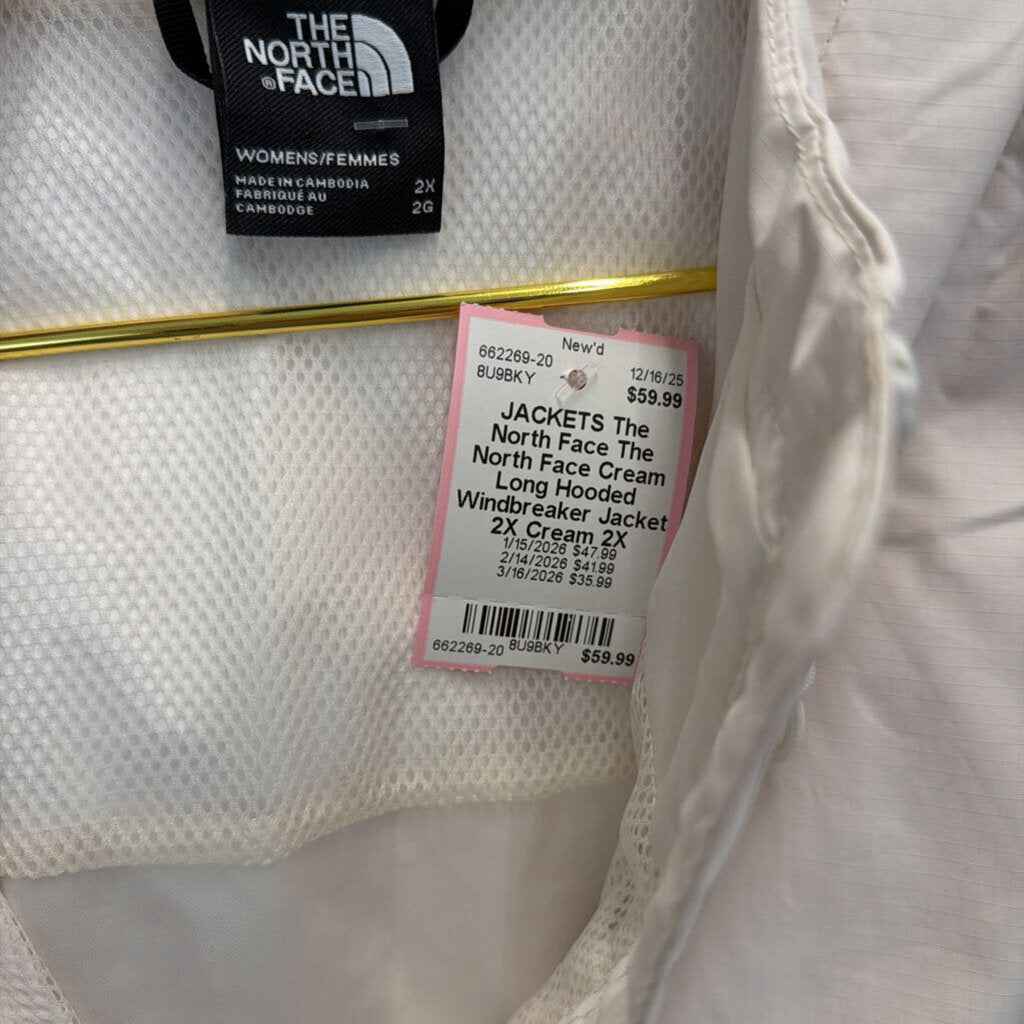 THE
NORTH
®FACE
WOMENS/FEMMES
MADE IN CAMBODIA 2X
FABRIQUÉ AU
CAMBODGE 2G
New'd
662269-20
8U9BKY
12/16/25
$59.99
JACKETS The
North Face The
North Face Cream
Long Hooded
Windbreaker Jacket
2X Cream 2X
1/15/2026 $47.99
2/14/2026 $41.99
3/16/2026 $35.99
662269-20 8U9BKY $59.99